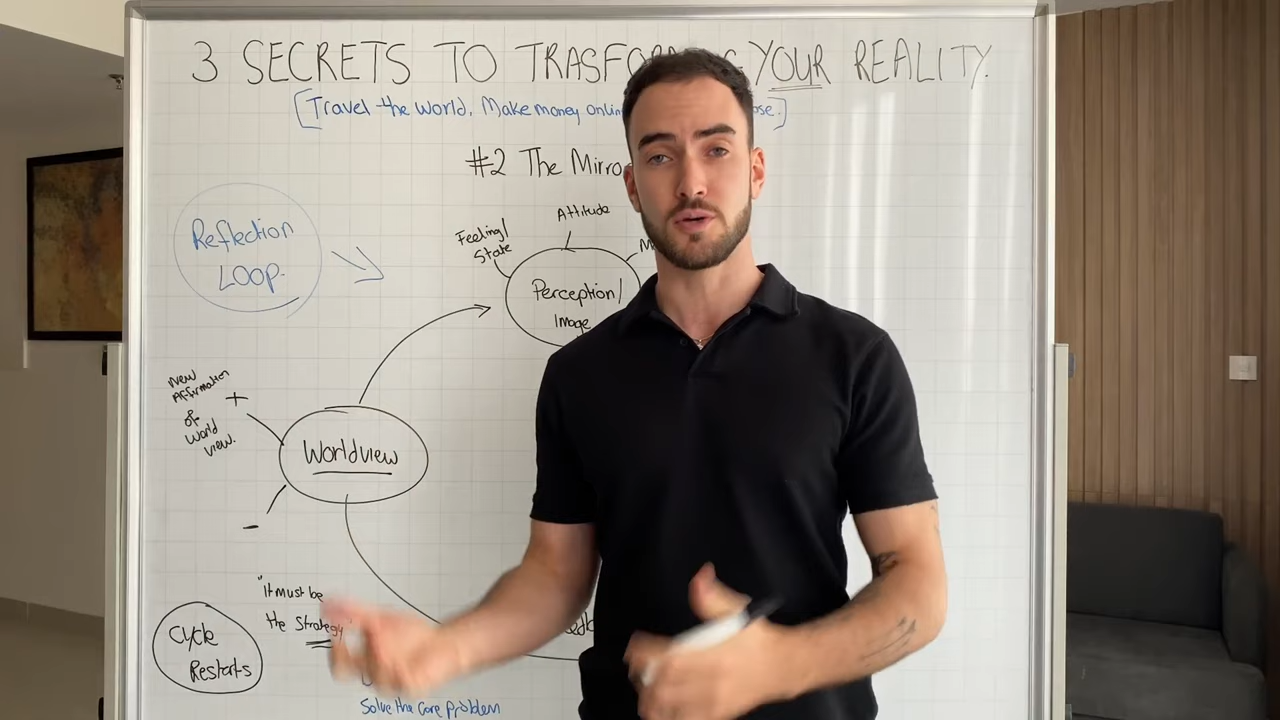 3 SECRETS TO TRASFO G YOUR REALITY.
[Travel the world, Make money onlin ose.]
#2 The Mirro
Attitude
Feeling/
State
M
Reflection
LOOP.
Perception/
Image
New
Affirmation
of
World
view.
+
Worldview
-
"It must be
the Strategy"
Cycle
Restarts
Solve the core problem